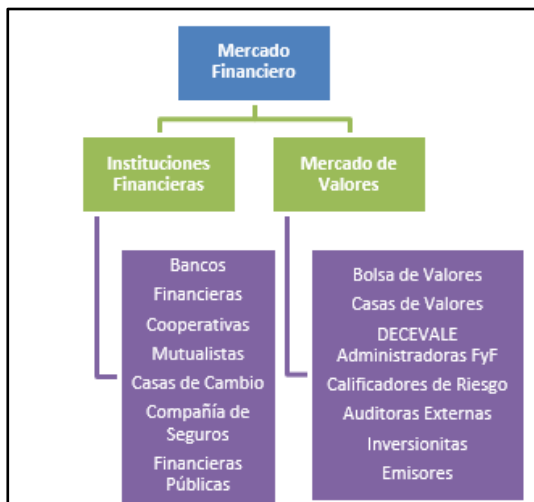 Mercado
Financiero
Instituciones
Financieras
Mercado de
Valores
Bancos
Financieras
Cooperativas
Mutualistas
Casas de Cambio
Compañía de
Seguros
Financieras
Públicas
Bolsa de Valores
Casas de Valores
DECEVALE
Administradoras FyF
Calificadores de Riesgo
Auditoras Externas
Inversionitas
Emisores